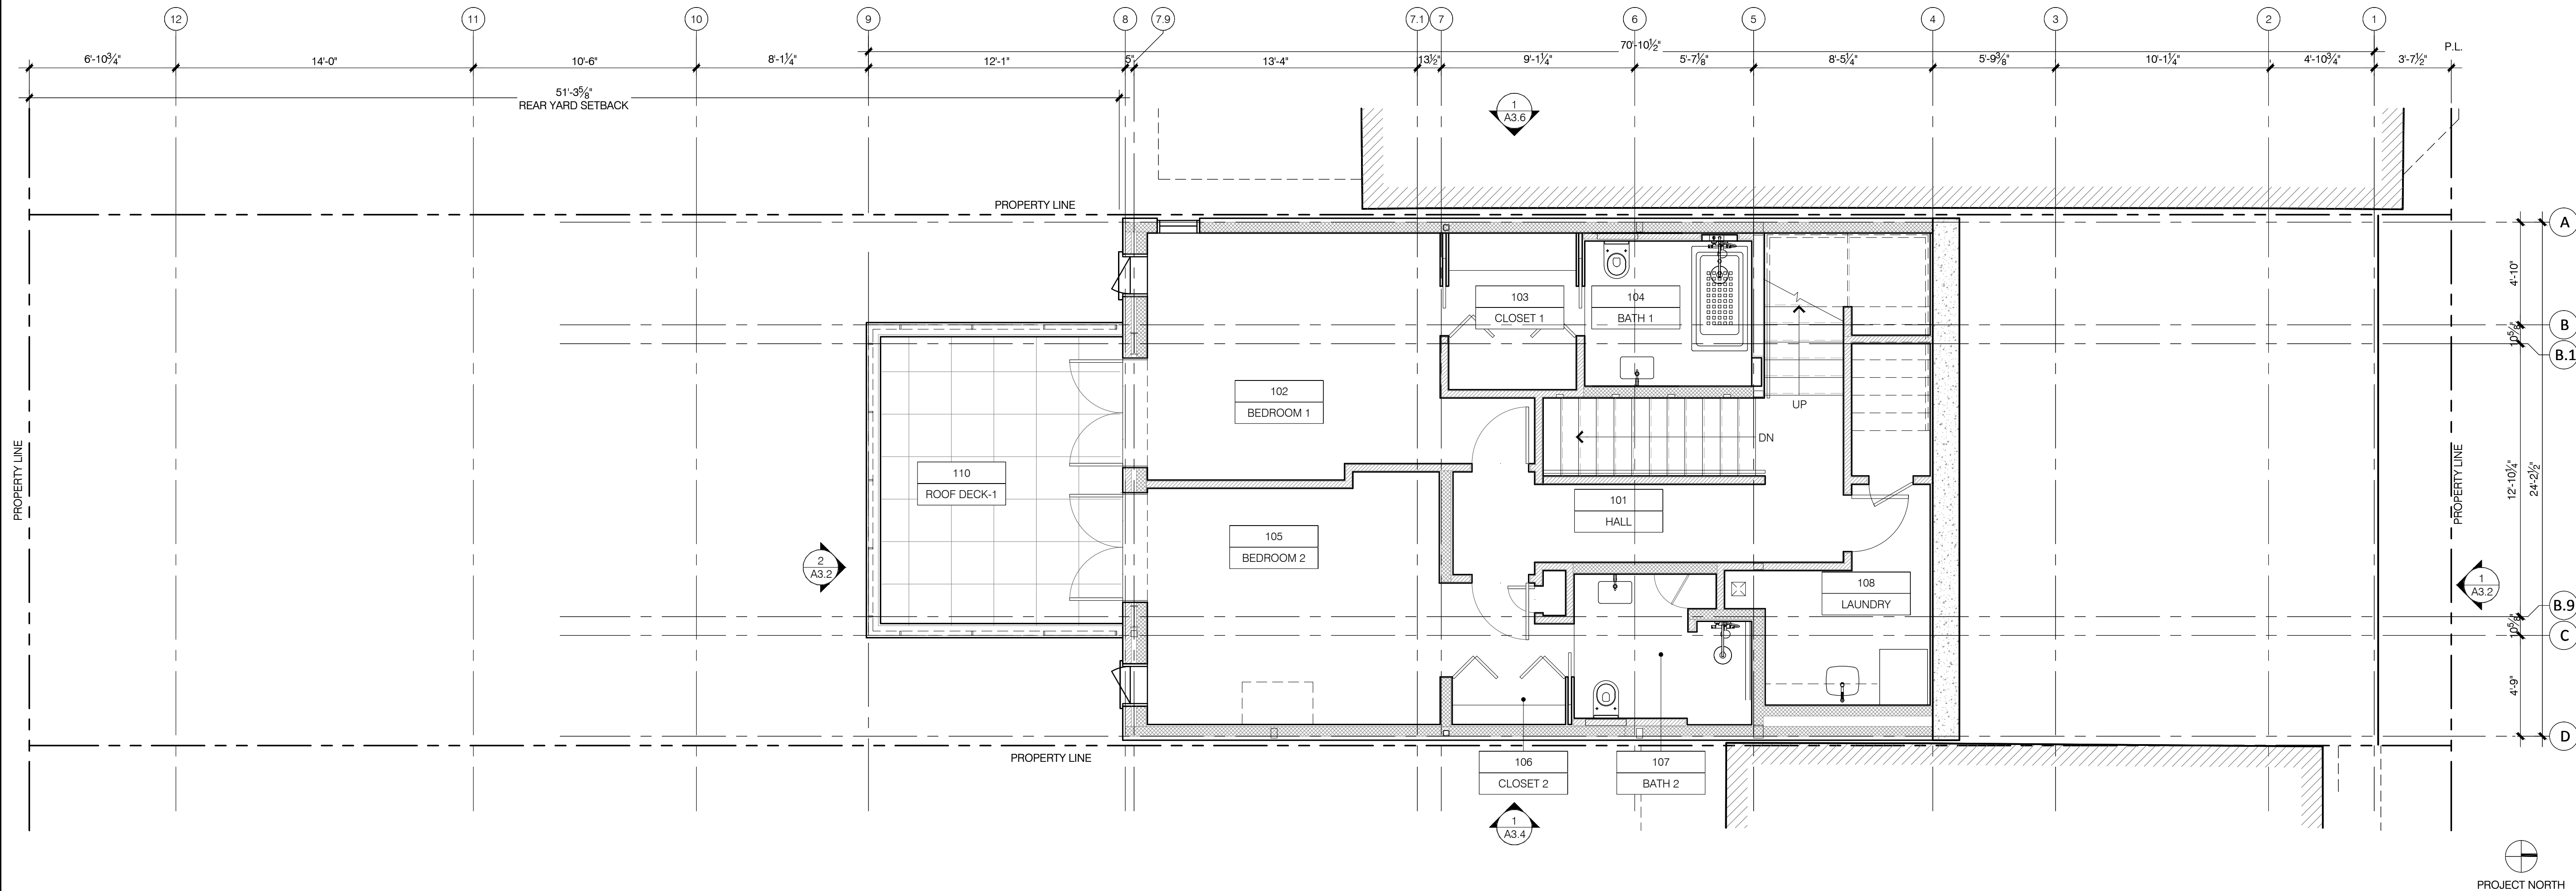 12
11
10
9
8
7.9
7.1
7
6
5
4
3
2
1
70'-10½"
P.L.
6'-10¾"
14'-0"
10'-6"
8'-1¼"
12'-1"
5"
13'-4"
13½"
9'-1¼"
5'-7⅛"
8'-5¼"
5'-9⅜"
10'-1¼"
4'-10¾"
3'-7½"
51'-3⅝"
REAR YARD SETBACK
1
A3.6
PROPERTY LINE
A
4'-10"
103
CLOSET 1
104
BATH 1
B
10⅝"
B.1
102
BEDROOM 1
UP
DN
PROPERTY LINE
110
ROOF DECK-1
101
HALL
12'-10¼"
24'-2½"
PROPERTY LINE
105
BEDROOM 2
2
A3.2
108
LAUNDRY
1
A3.2
B.9
10⅝"
C
4'-9"
D
PROPERTY LINE
106
CLOSET 2
107
BATH 2
1
A3.4
PROJECT NORTH